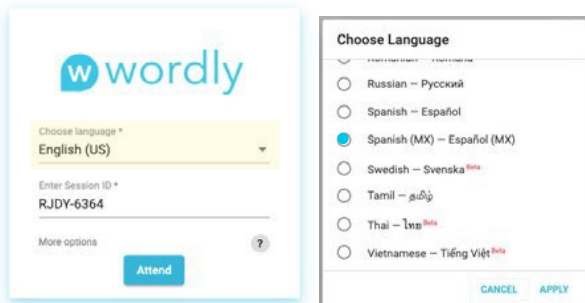 w wordly
Choose language *
English (US)
Enter Session ID *
RJDY-6364
More options
?
Attend
Choose Language
Romanian — Română
Russian — Русский
Spanish — Español
Spanish (MX) — Español (MX)
Swedish — Svenska Beta
Tamil — தமிழ்
Thai — ไทย Beta
Vietnamese — Tiếng Việt Beta
CANCEL APPLY